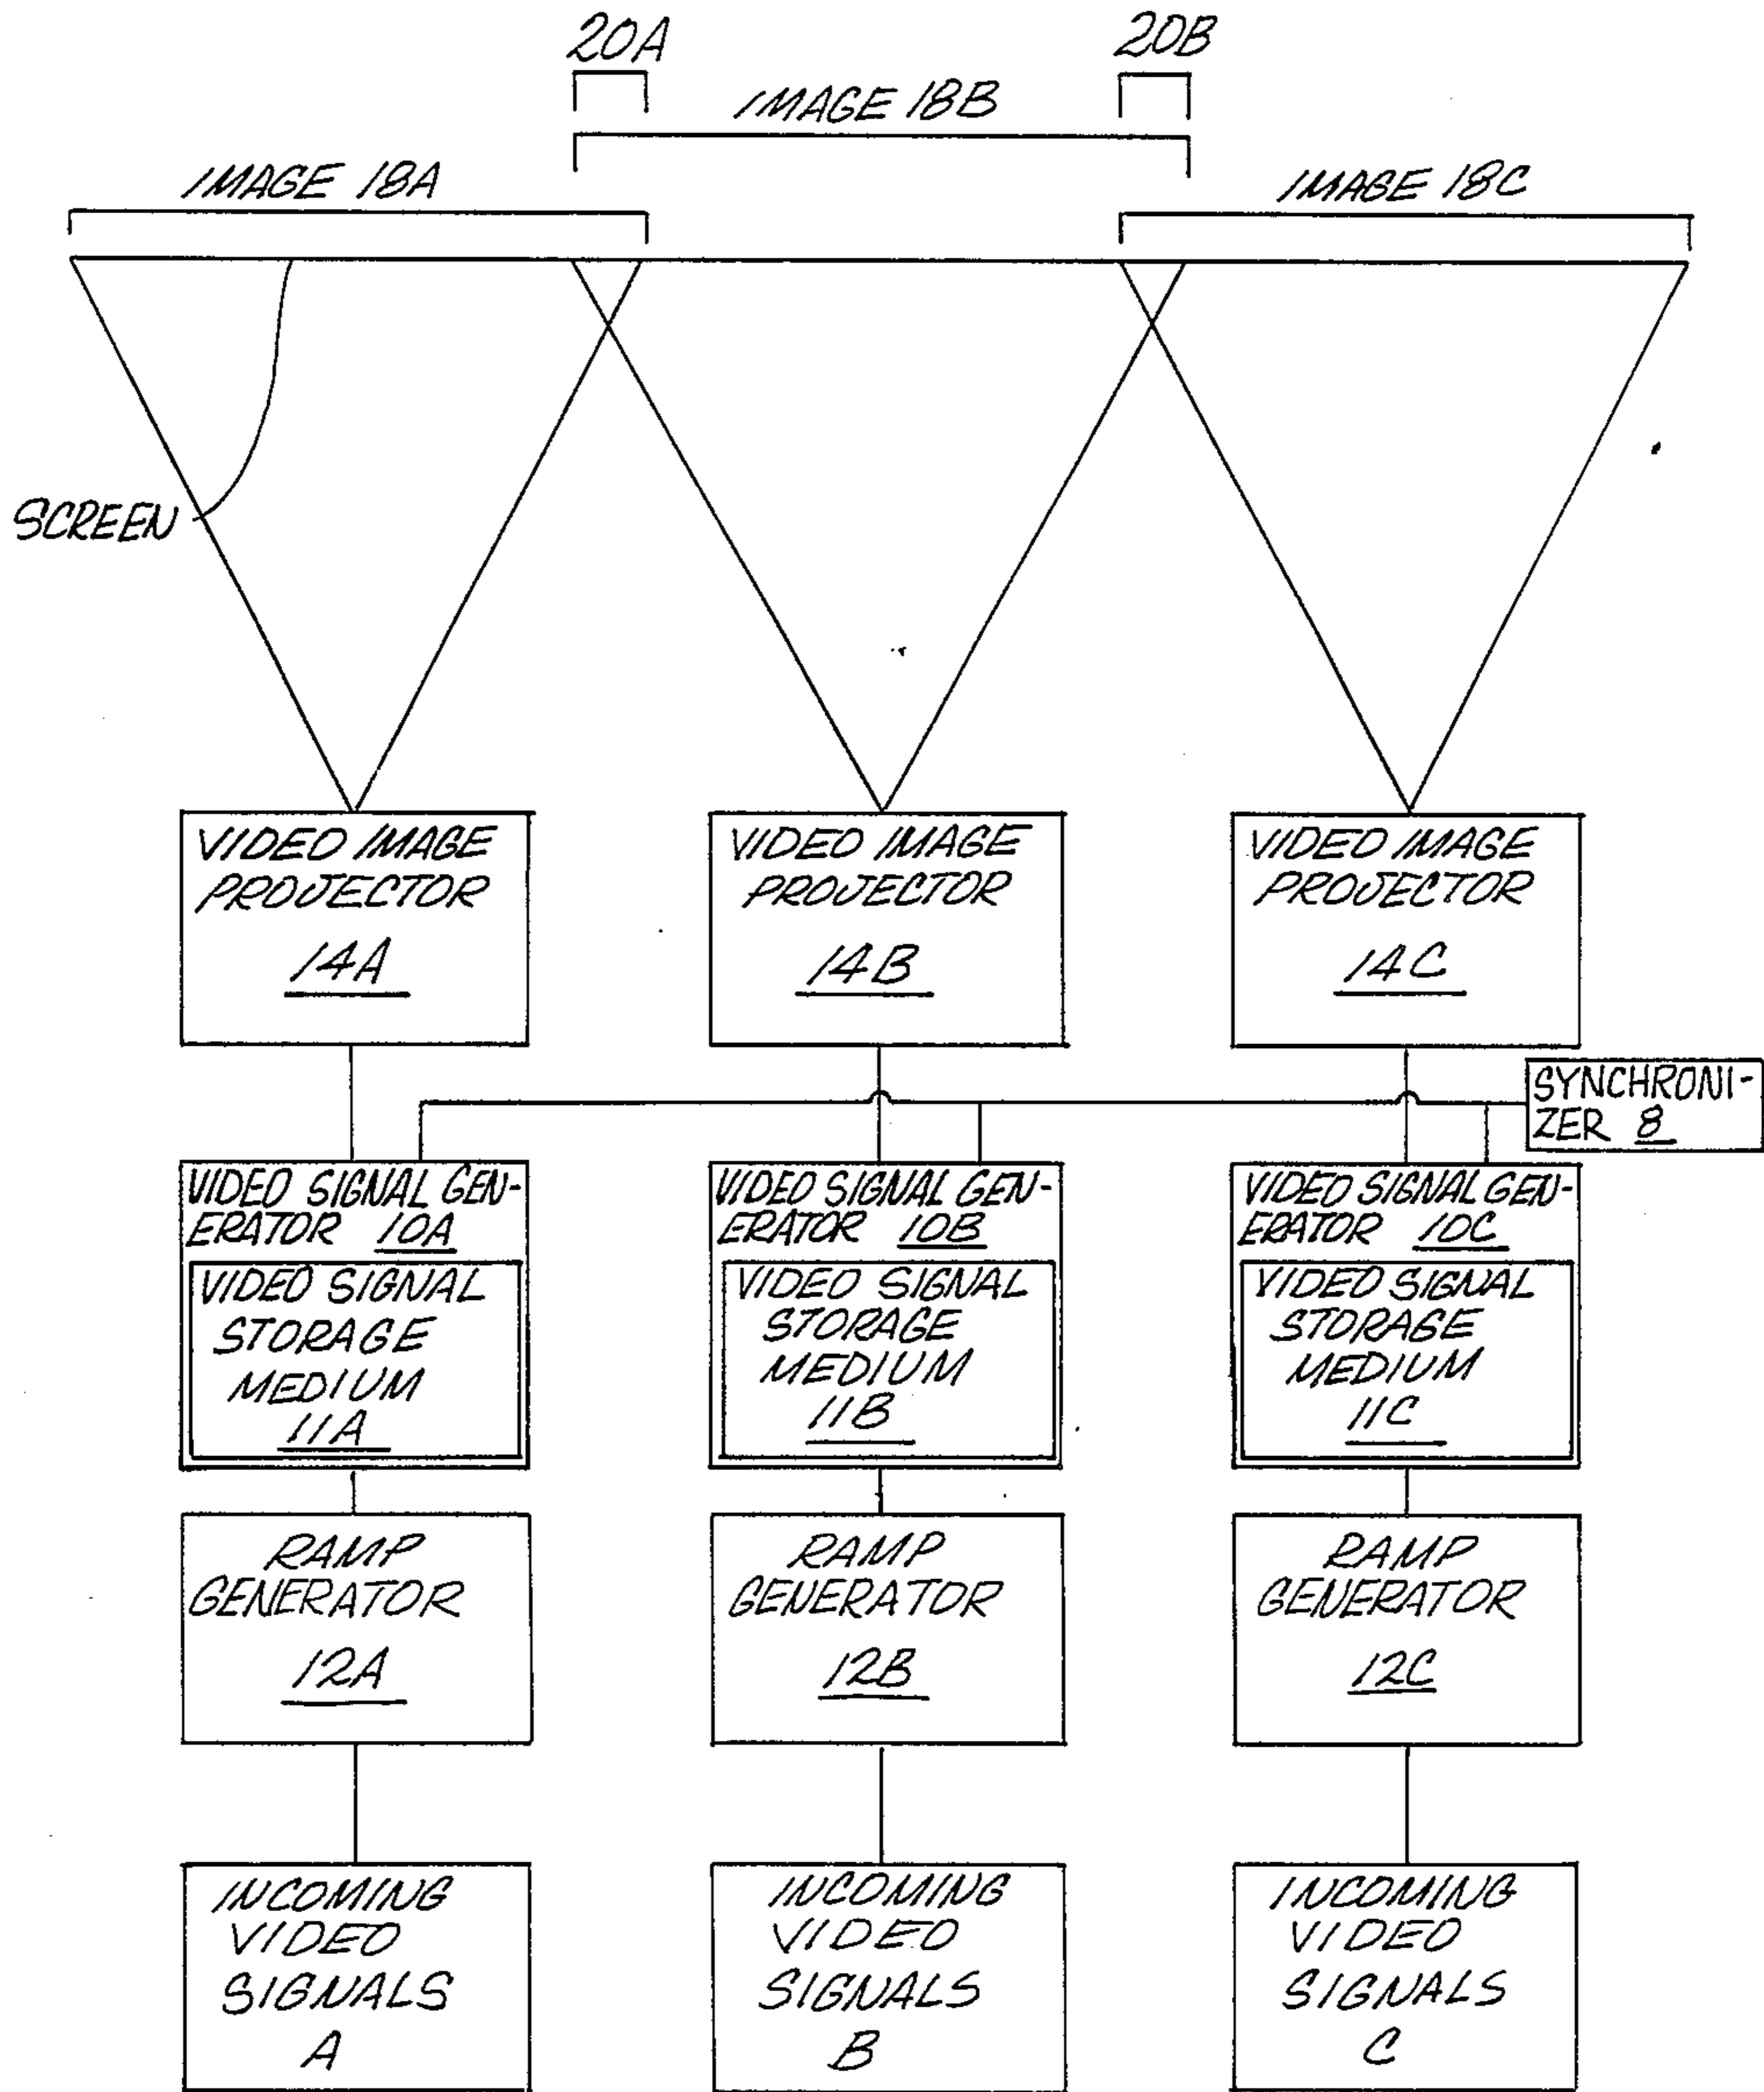 20A
20B
IMAGE 18B
IMAGE 18A
IMAGE 18C
SCREEN
VIDEO IMAGE
PROJECTOR
14A
VIDEO IMAGE
PROJECTOR
14B
VIDEO IMAGE
PROJECTOR
14C
SYNCHRONI-
ZER 8
VIDEO SIGNAL GEN-
ERATOR 10A
VIDEO SIGNAL
STORAGE
MEDIUM
11A
VIDEO SIGNAL GEN-
ERATOR 10B
VIDEO SIGNAL
STORAGE
MEDIUM
11B
VIDEO SIGNAL GEN-
ERATOR 10C
VIDEO SIGNAL
STORAGE
MEDIUM
11C
RAMP
GENERATOR
12A
RAMP
GENERATOR
12B
RAMP
GENERATOR
12C
INCOMING
VIDEO
SIGNALS
A
INCOMING
VIDEO
SIGNALS
B
INCOMING
VIDEO
SIGNALS
C